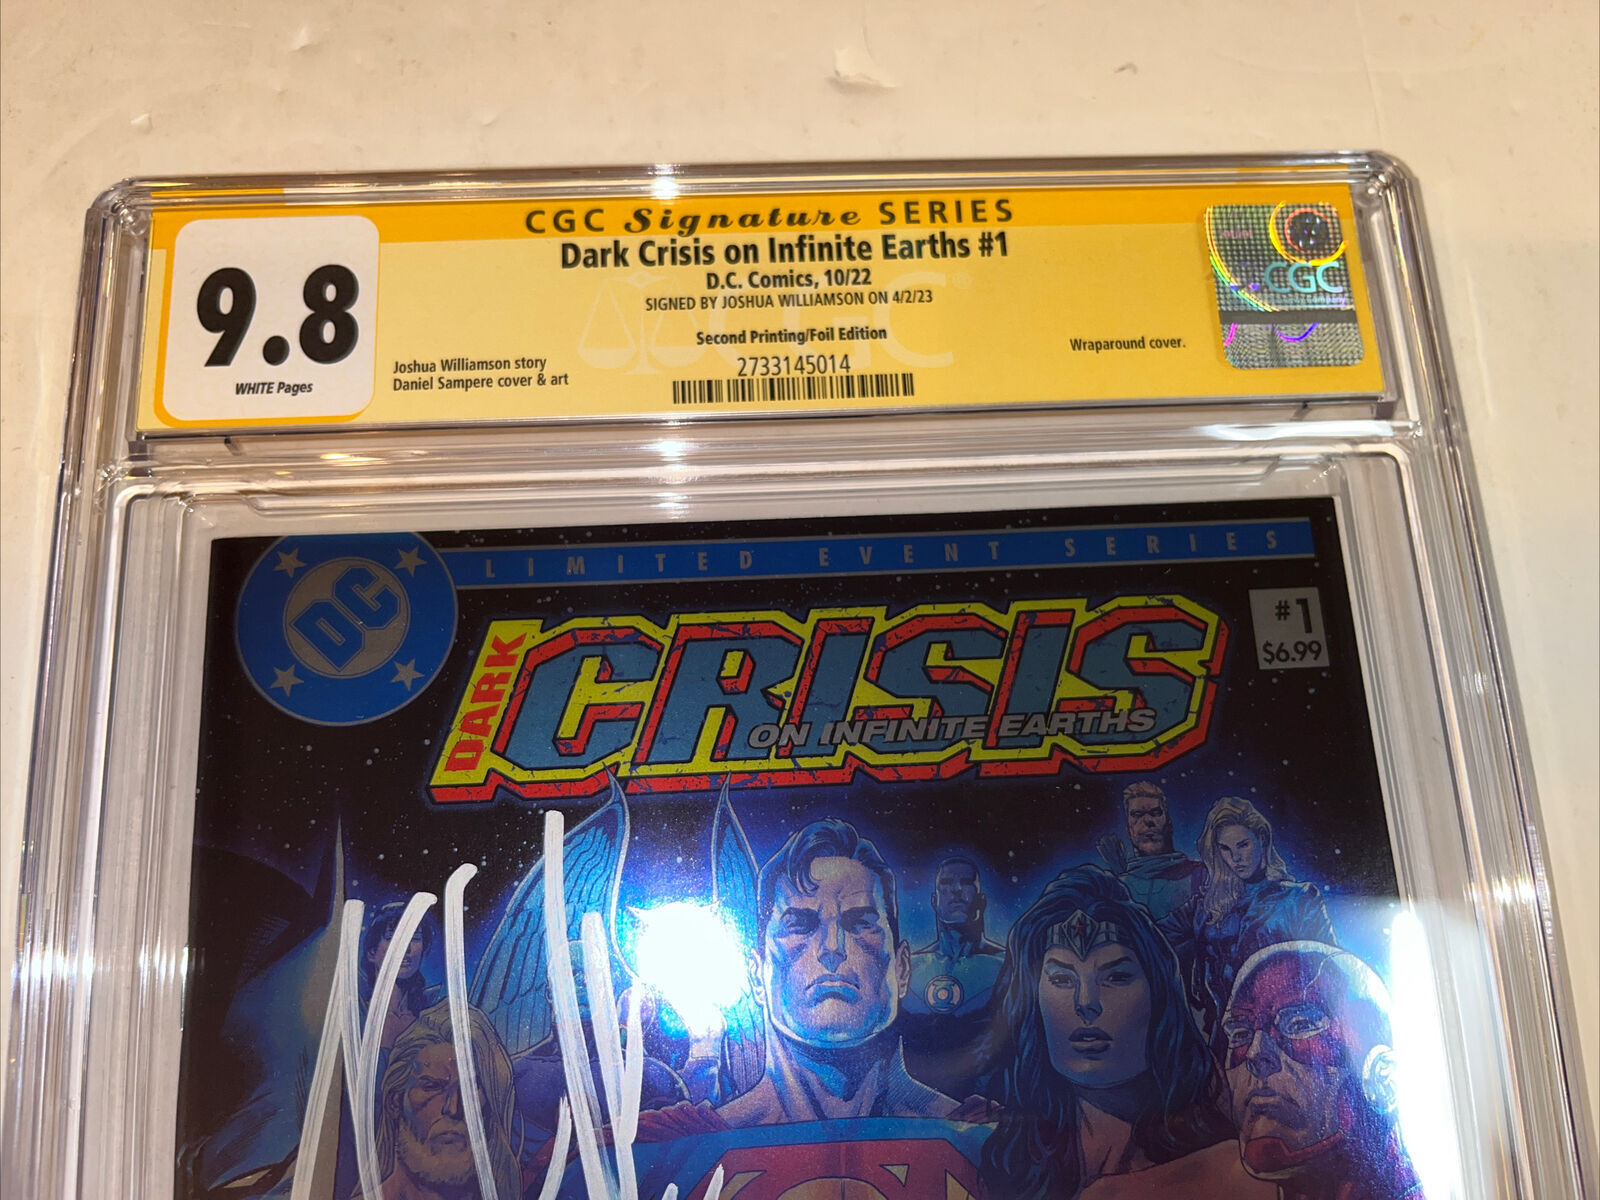 CGC Signature SERIES
Dark Crisis on Infinite Earths #1
D.C. Comics, 10/22
SIGNED BY JOSHUA WILLIAMSON ON 4/2/23
Second Printing/Foil Edition
2733145014
9.8
WHITE Pages
Joshua Williamson story
Daniel Sampere cover & art
Wraparound cover.
CGC
CGC
LIMITED EVENT SERIES
DC
#1
$6.99
DARK
CRISIS
ON INFINITE EARTHS